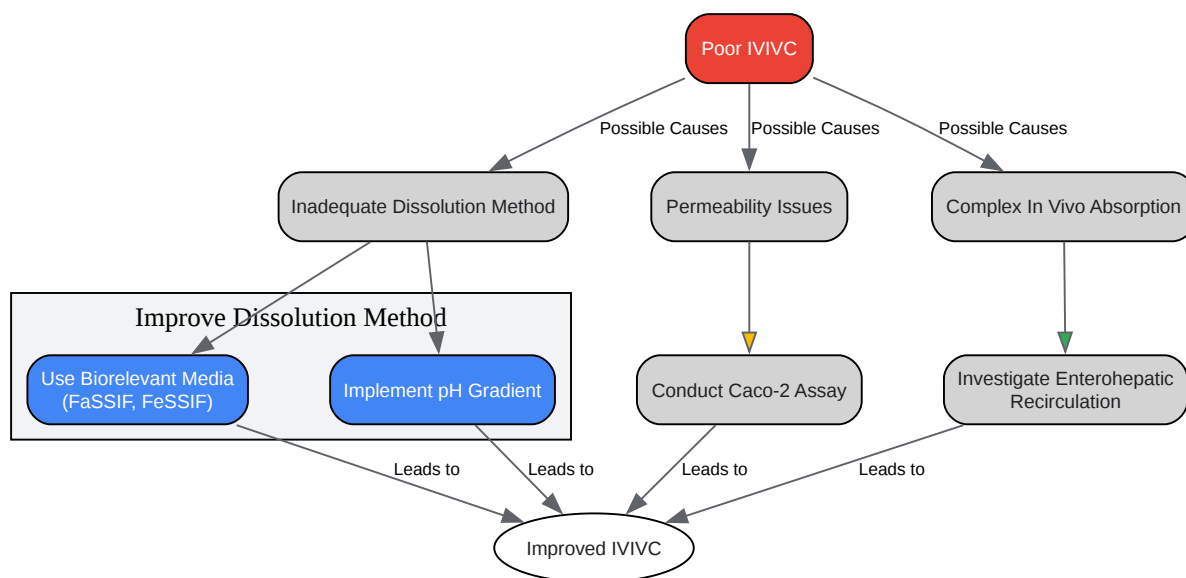 Poor IVIVC
Possible Causes
Possible Causes
Possible Causes
Inadequate Dissolution Method
Permeability Issues
Complex In Vivo Absorption
Improve Dissolution Method
Use Biorelevant Media
(FaSSIF, FeSSIF)
Implement pH Gradient
Conduct Caco-2 Assay
Investigate Enterohepatic
Recirculation
Leads to
Leads to
Leads to
Leads to
Improved IVIVC